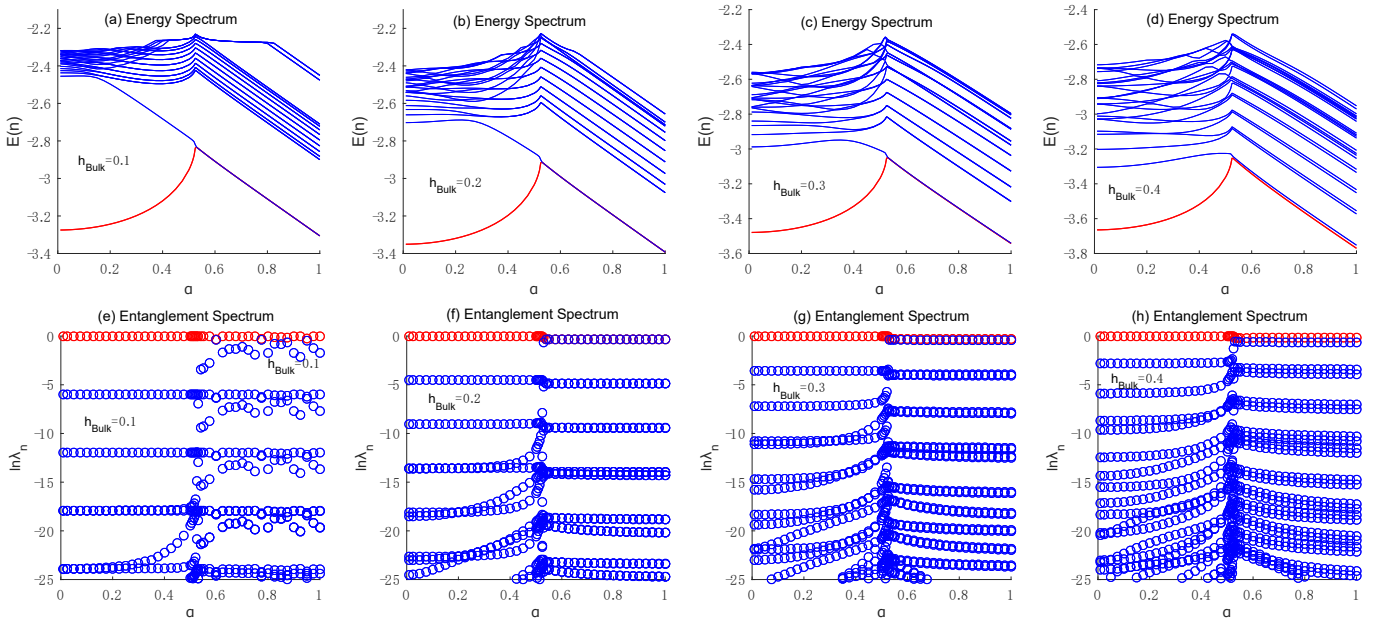 (a) Energy Spectrum
-2.2
-2.4
-2.6
-2.8
-3
-3.2
-3.4
E(n)
h_Bulk=0.1
0 0.2 0.4 0.6 0.8 1
α
(b) Energy Spectrum
-2.2
-2.4
-2.6
-2.8
-3
-3.2
-3.4
E(n)
h_Bulk=0.2
0 0.2 0.4 0.6 0.8 1
α
(c) Energy Spectrum
-2.2
-2.4
-2.6
-2.8
-3
-3.2
-3.4
-3.6
E(n)
h_Bulk=0.3
0 0.2 0.4 0.6 0.8 1
α
(d) Energy Spectrum
-2.4
-2.6
-2.8
-3
-3.2
-3.4
-3.6
-3.8
E(n)
h_Bulk=0.4
0 0.2 0.4 0.6 0.8 1
α
(e) Entanglement Spectrum
0
-5
-10
-15
-20
-25
lnλ_n
h_Bulk=0.1
h_Bulk=0.1
0 0.2 0.4 0.6 0.8 1
α
(f) Entanglement Spectrum
0
-5
-10
-15
-20
-25
lnλ_n
h_Bulk=0.2
0 0.2 0.4 0.6 0.8 1
α
(g) Entanglement Spectrum
0
-5
-10
-15
-20
-25
lnλ_n
h_Bulk=0.3
0 0.2 0.4 0.6 0.8 1
α
(h) Entanglement Spectrum
0
-5
-10
-15
-20
-25
lnλ_n
h_Bulk=0.4
0 0.2 0.4 0.6 0.8 1
α